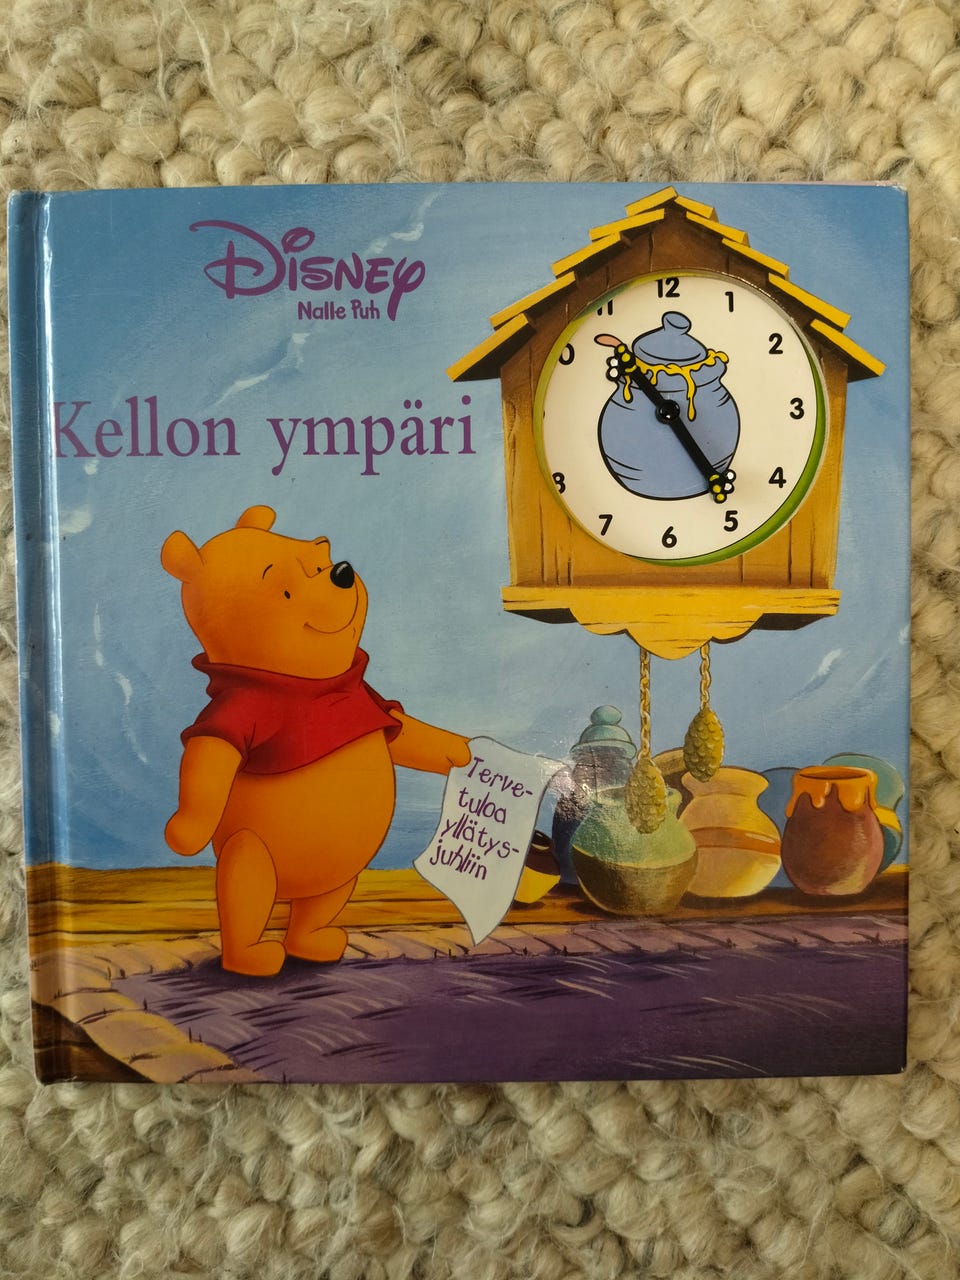 Disney
Nalle Puh
Kellon ympäri
12
11
1
2
3
8
4
7
5
6
Terve-
tuloa
yllätys-
juhliin